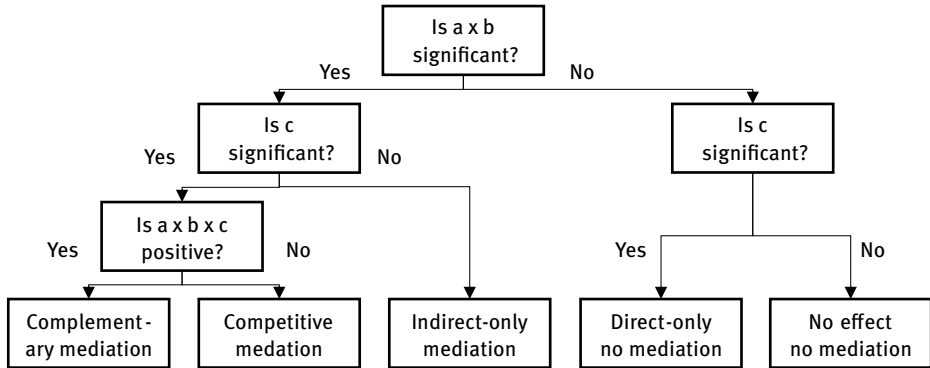 Is a x b
significant?
Yes
No
Is c
significant?
Is c
significant?
Yes
No
Is a x b x c
positive?
Yes
No
Yes
No
Complement-
ary mediation
Competitive
medation
Indirect-only
mediation
Direct-only
no mediation
No effect
no mediation